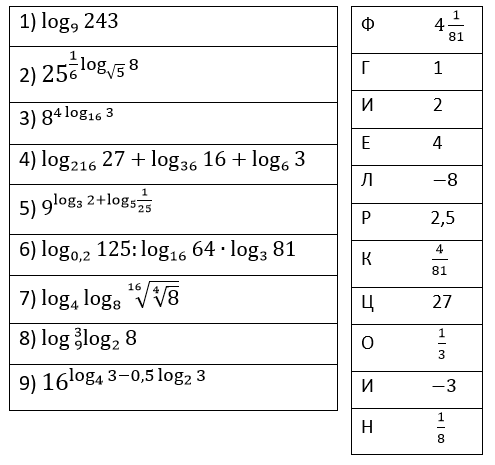 1) log₉ 243
2) 25^(1/6 log_√5 8)
3) 8^(4 log₁₆ 3)
4) log₂₁₆ 27 + log₃₆ 16 + log₆ 3
5) 9^(log₃ 2+log₅ 1/25)
6) log₀,₂ 125: log₁₆ 64 · log₃ 81
7) log₄ log₈ ¹⁶√(⁴√8)
8) log ³₉ log₂ 8
9) 16^(log₄ 3−0,5 log₂ 3)
Ф 4 1/81
Г 1
И 2
Е 4
Л −8
Р 2,5
К 4/81
Ц 27
О 1/3
И −3
Н 1/8